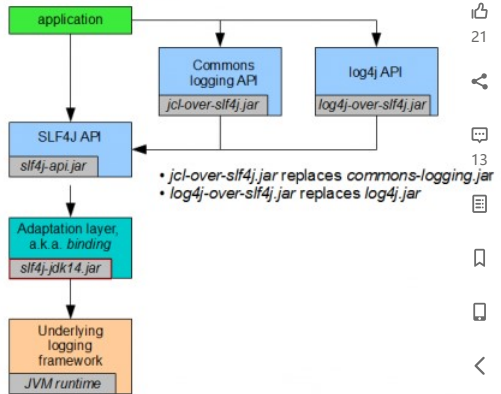 application
Commons
logging API
jcl-over-slf4j.jar
log4j API
log4j-over-slf4j.jar
21
SLF4J API
slf4j-api.jar
13
• jcl-over-slf4j.jar replaces commons-logging.jar
• log4j-over-slf4j.jar replaces log4j.jar
Adaptation layer,
a.k.a. binding
slf4j-jdk14.jar
Underlying
logging
framework
JVM runtime